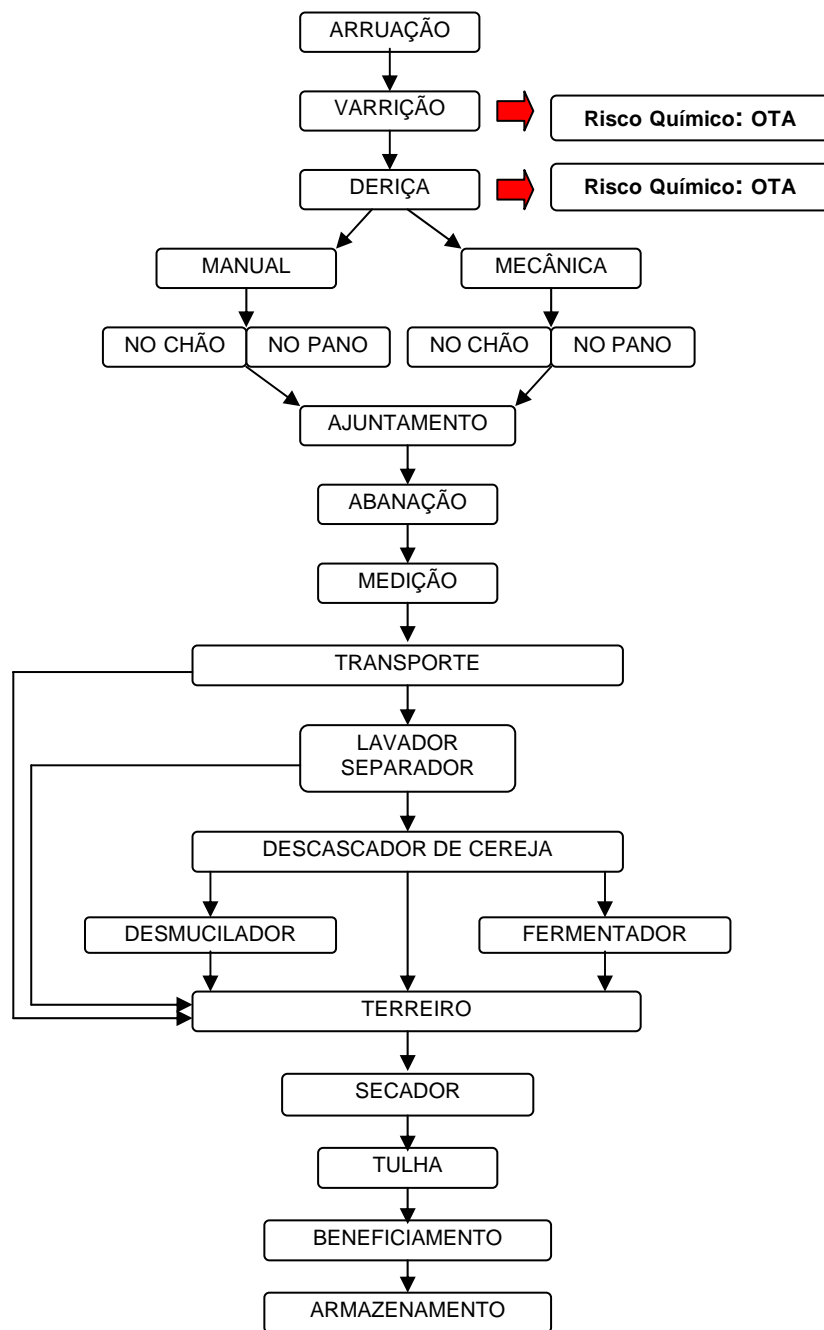 ARRUAÇÃO
VARRIÇÃO
Risco Químico: OTA
DERIÇA
Risco Químico: OTA
MANUAL
MECÂNICA
NO CHÃO
NO PANO
NO CHÃO
NO PANO
AJUNTAMENTO
ABANAÇÃO
MEDIÇÃO
TRANSPORTE
LAVADOR
SEPARADOR
DESCASCADOR DE CEREJA
DESMUCILADOR
FERMENTADOR
TERREIRO
SECADOR
TULHA
BENEFICIAMENTO
ARMAZENAMENTO